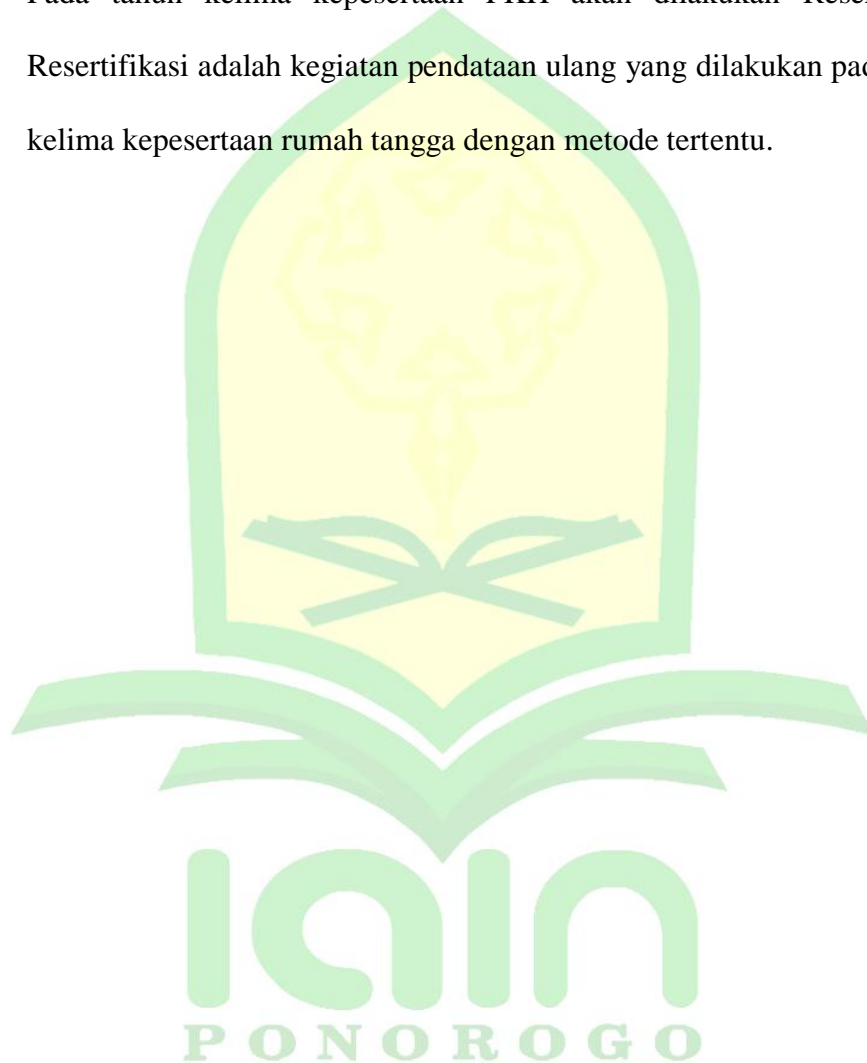 Pada tahun kelima kepesertaan PKH akan dilakukan
Resertifikasi adalah kegiatan pendataan ulang yang dilakukan
kelima kepesertaan rumah tangga dengan metode tertentu.
iain
PONOROGO